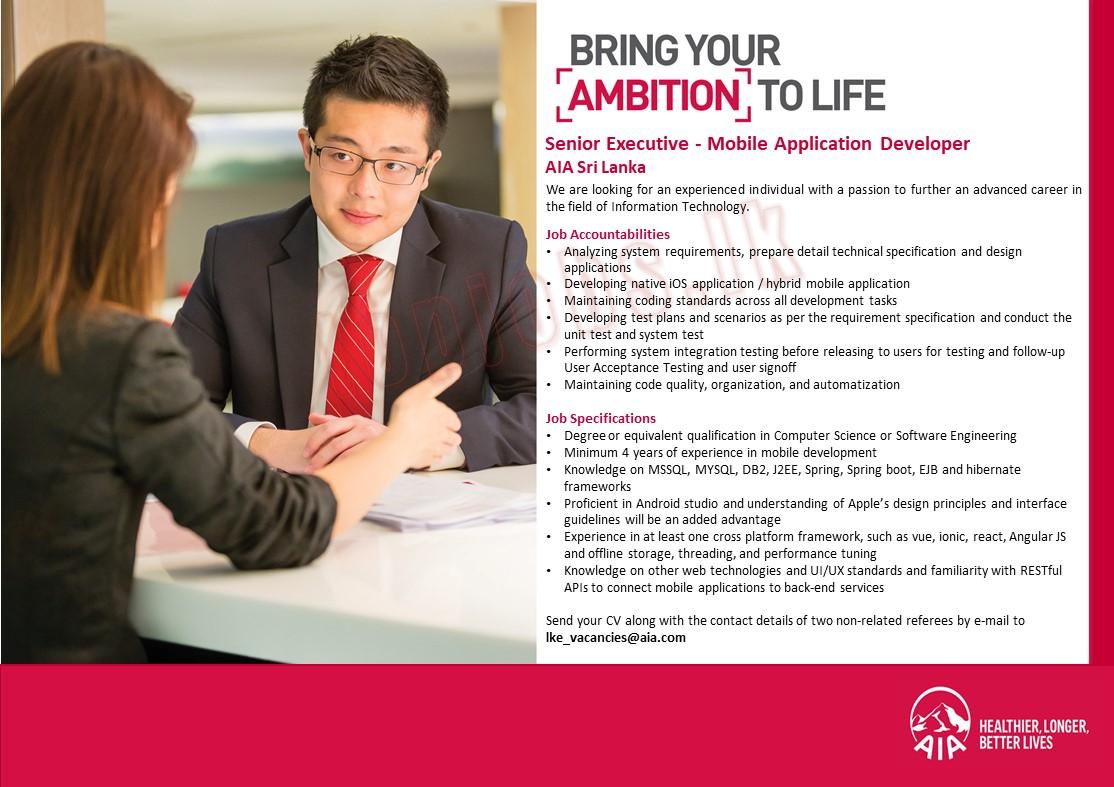 BRING YOUR
[AMBITION] TO LIFE
Senior Executive - Mobile Application Developer
AIA Sri Lanka
We are looking for an experienced individual with a passion to further an advanced career in
the field of Information Technology.
Job Accountabilities
• Analyzing system requirements, prepare detail technical specification and design
applications
• Developing native iOS application / hybrid mobile application
• Maintaining coding standards across all development tasks
• Developing test plans and scenarios as per the requirement specification and conduct the
unit test and system test
• Performing system integration testing before releasing to users for testing and follow-up
User Acceptance Testing and user signoff
• Maintaining code quality, organization, and automatization
Job Specifications
• Degree or equivalent qualification in Computer Science or Software Engineering
• Minimum 4 years of experience in mobile development
• Knowledge on MSSQL, MYSQL, DB2, J2EE, Spring, Spring boot, EJB and hibernate
frameworks
• Proficient in Android studio and understanding of Apple's design principles and interface
guidelines will be an added advantage
• Experience in at least one cross platform framework, such as vue, ionic, react, Angular JS
and offline storage, threading, and performance tuning
• Knowledge on other web technologies and UI/UX standards and familiarity with RESTful
APIs to connect mobile applications to back-end services
Send your CV along with the contact details of two non-related referees by e-mail to
lke_vacancies@aia.com
AIA
HEALTHIER, LONGER,
BETTER LIVES